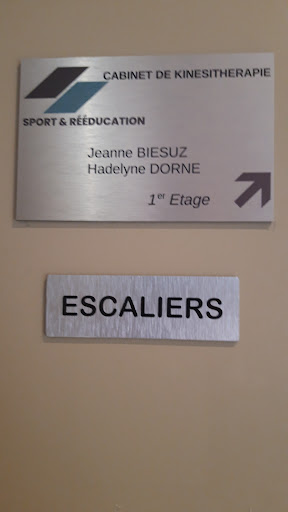 CABINET DE KINESITHERAPIE
SPORT & RÉÉDUCATION
Jeanne BIESUZ
Hadelyne DORNE
1er Etage
ESCALIERS